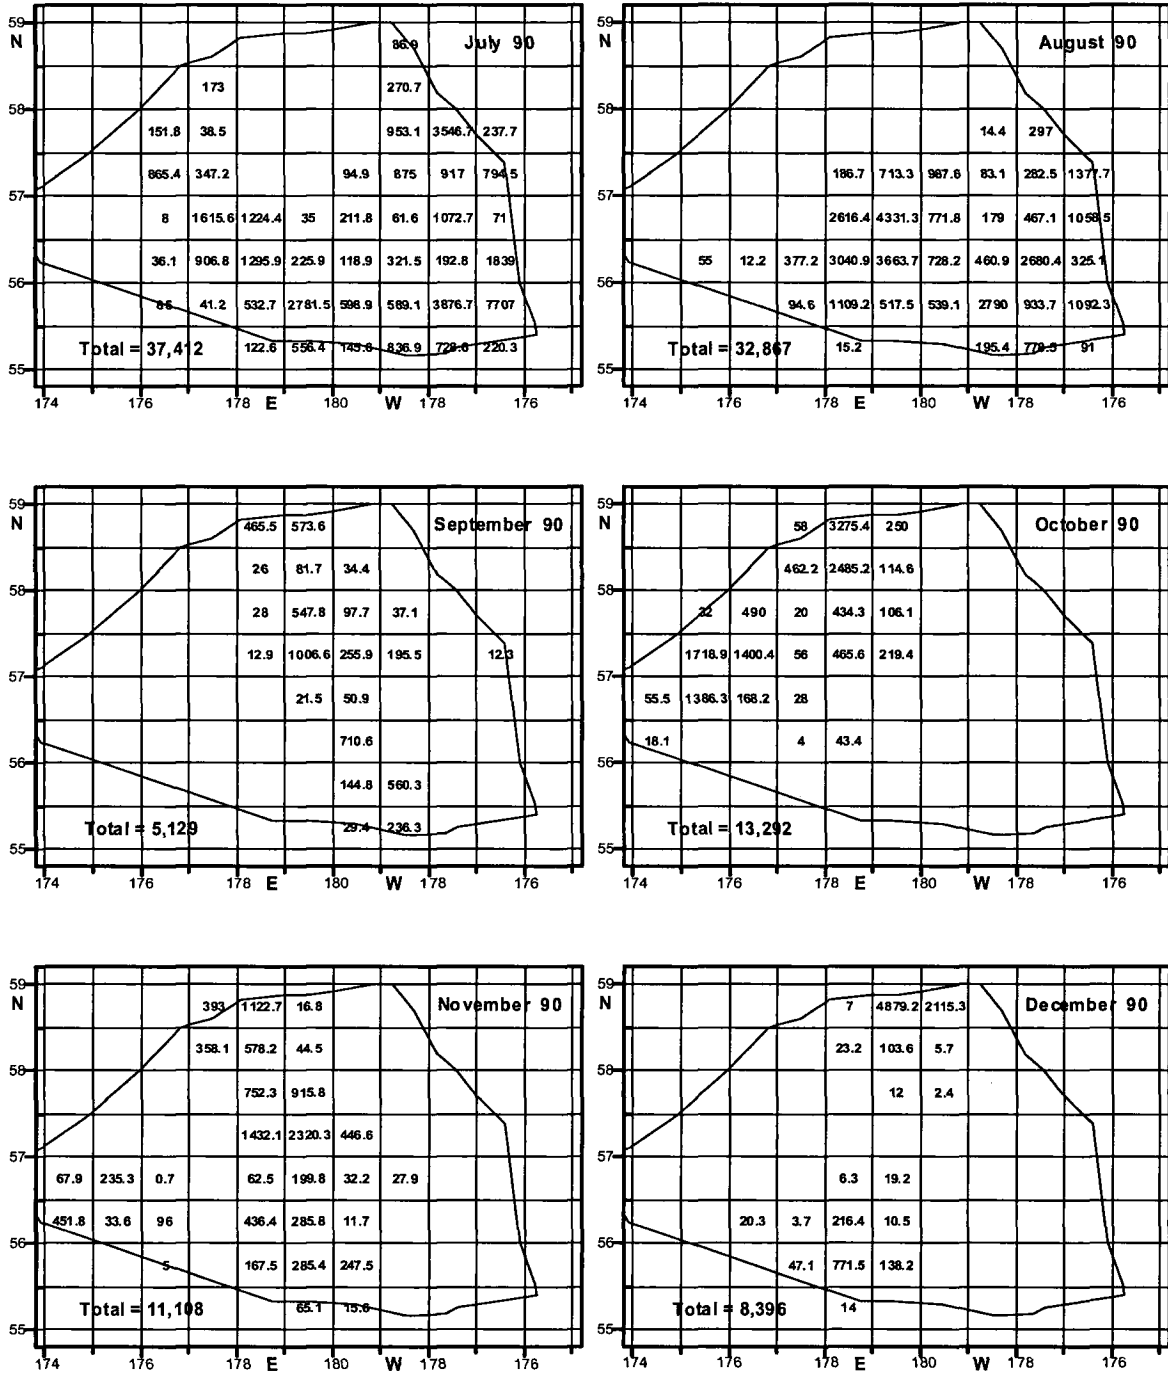 59 N 86.9 July 90
173 270.7
58
151.8 38.5 953.1 3546.7 237.7
865.4 347.2 94.9 875 917 794.5
57
8 1615.6 1224.4 35 211.8 61.6 1072.7 71
36.1 906.8 1295.9 225.9 118.9 321.5 192.8 1839
56
41.2 532.7 2781.5 598.9 589.1 3876.7 7707
Total = 37,412 122.6 556.4 836.9 220.3
55
174 176 178 E 180 W 178 176
59 N August 90
58
14.4 297
186.7 713.3 987.6 83.1 282.5 1377.7
57
2616.4 4331.3 771.8 179 467.1 1058.5
55 12.2 377.2 3040.9 3663.7 728.2 460.9 2680.4 325.1
56
94.6 1109.2 517.5 539.1 2790 933.7 1092.3
Total = 32,867 15.2 195.4 91
55
174 176 178 E 180 W 178 176
59 N 465.5 573.6 September 90
26 81.7 34.4
58
28 547.8 97.7 37.1
12.9 1006.6 255.9 195.5 12.3
57
21.5 50.9
710.6
56
144.8 560.3
Total = 5,129 29.4 236.3
55
174 176 178 E 180 W 178 176
59 N 58 3275.4 250 October 90
462.2 2485.2 114.6
58
32 490 20 434.3 106.1
1718.9 1400.4 56 465.6 219.4
57
55.5 1386.3 168.2 28
18.1 4 43.4
56
Total = 13,292
55
174 176 178 E 180 W 178 176
59 N 393 1122.7 16.8 November 90
358.1 578.2 44.5
58
752.3 915.8
1432.1 2320.3 446.6
57
67.9 235.3 0.7 62.5 199.8 32.2 27.9
451.8 33.6 96 436.4 285.8 11.7
56
5 167.5 285.4 247.5
Total = 11,108 65.1 15.6
55
174 176 178 E 180 W 178 176
59 N 7 4879.2 2115.3 December 90
23.2 103.6 5.7
58
12 2.4
57
6.3 19.2
20.3 3.7 216.4 10.5
56
47.1 771.5 138.2
Total = 8,396 14
55
174 176 178 E 180 W 178 176